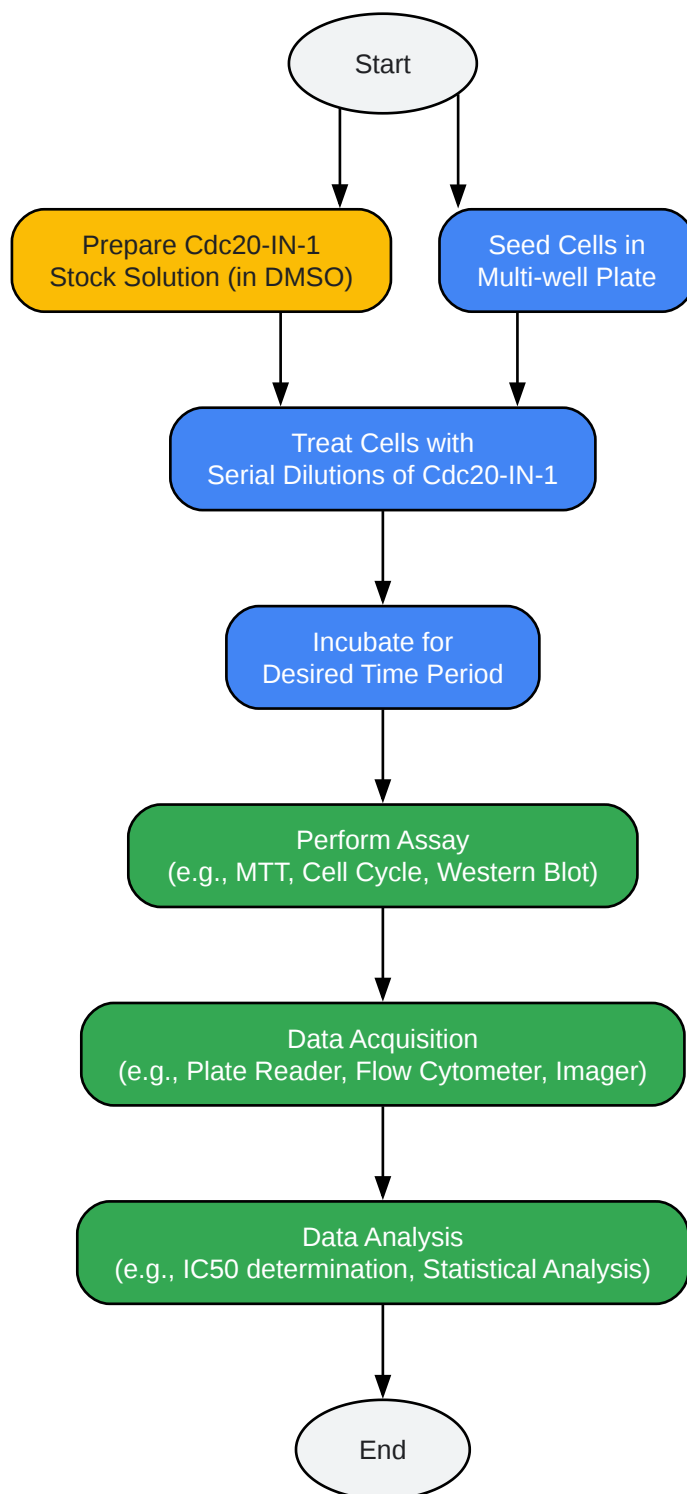 Start
Prepare Cdc20-IN-1
Stock Solution (in DMSO)
Seed Cells in
Multi-well Plate
Treat Cells with
Serial Dilutions of Cdc20-IN-1
Incubate for
Desired Time Period
Perform Assay
(e.g., MTT, Cell Cycle, Western Blot)
Data Acquisition
(e.g., Plate Reader, Flow Cytometer, Imager)
Data Analysis
(e.g., IC50 determination, Statistical Analysis)
End